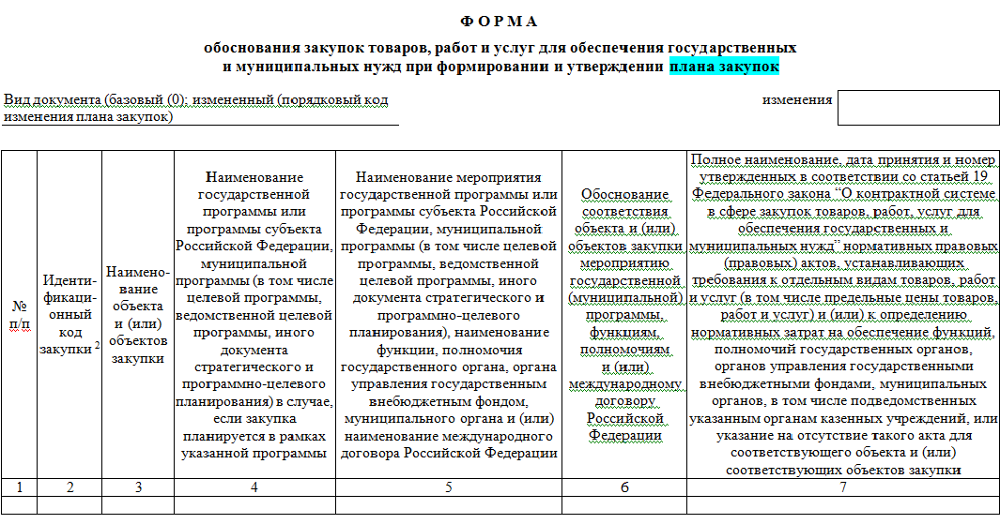 Ф О Р М А
обоснования закупок товаров, работ и услуг для обеспечения государственных
и муниципальных нужд при формировании и утверждении плана закупок
Вид документа (базовый (0); измененный (порядковый код
изменения плана закупок)
изменения
№
п/п
Иденти-
фикаци-
онный
код
закупки 2
Наимено-
вание
объекта
и (или)
объектов
закупки
Наименование
государственной
программы или
программы субъекта
Российской Федерации,
муниципальной
программы (в том числе
целевой программы,
ведомственной целевой
программы, иного
документа
стратегического и
программно-целевого
планирования) в случае,
если закупка
планируется в рамках
указанной программы
Наименование мероприятия
государственной программы или
программы субъекта Российской
Федерации, муниципальной
программы (в том числе целевой
программы, ведомственной
целевой программы, иного
документа стратегического и
программно-целевого
планирования), наименование
функции, полномочия
государственного органа, органа
управления государственным
внебюджетным фондом,
муниципального органа и (или)
наименование международного
договора Российской Федерации
Обоснование
соответствия
объекта и (или)
объектов закупки
мероприятию
государственной
(муниципальной)
программы,
функциям,
полномочиям
и (или)
международному
договору
Российской
Федерации
Полное наименование, дата принятия и номер
утвержденных в соответствии со статьей 19
Федерального закона “О контрактной системе
в сфере закупок товаров, работ, услуг для
обеспечения государственных и
муниципальных нужд” нормативных правовых
(правовых) актов, устанавливающих
требования к отдельным видам товаров, работ
и услуг (в том числе предельные цены товаров,
работ и услуг) и (или) к определению
нормативных затрат на обеспечение функций,
полномочий государственных органов,
органов управления государственными
внебюджетными фондами, муниципальных
органов, в том числе подведомственных
указанным органам казенных учреждений, или
указание на отсутствие такого акта для
соответствующего объекта и (или)
соответствующих объектов закупки
1 2 3 4 5 6 7